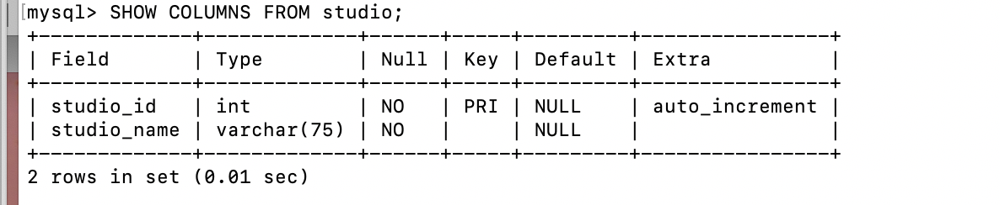 [mysql> SHOW COLUMNS FROM studio;
+-------------+-------------+------+-----+---------+----------------+
| Field       | Type        | Null | Key | Default | Extra          |
+-------------+-------------+------+-----+---------+----------------+
| studio_id   | int         | NO   | PRI | NULL    | auto_increment |
| studio_name | varchar(75) | NO   |     | NULL    |                |
+-------------+-------------+------+-----+---------+----------------+
2 rows in set (0.01 sec)